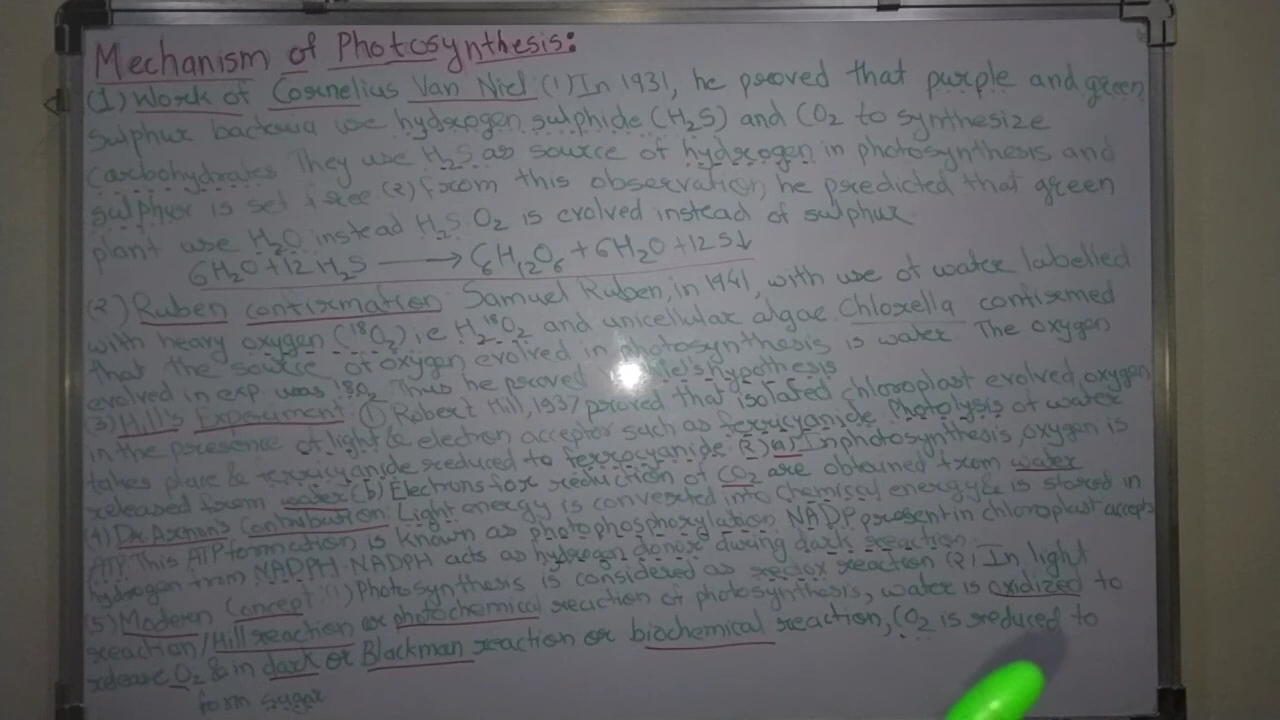 Mechanism of Photosynthesis:
(1) Work of Cornelius Van Niel (1) In 1931, he proved that purple and green
sulphur bacteria use hydrogen sulphide (H₂S) and CO₂ to synthesize
carbohydrates. They use H₂S as source of hydrogen in photosynthesis and
sulphur is set free (2) From this observation, he predicted that green
plant use H₂O instead H₂S. O₂ is evolved instead of sulphur
6H₂O + 12H₂S ⟶ C₆H₁₂O₆ + 6H₂O + 12S↓
(2) Ruben confirmation: Samuel Ruben, in 1941, with use of water labelled
with heavy oxygen (¹⁸O₂) i.e H₂¹⁸O₂ and unicellular algae Chlorella confirmed
that the source of oxygen evolved in photosynthesis is water. The oxygen
evolved in exp was ¹⁸O₂. Thus he proved Niel's hypothesis
(3) Hill's Experiment: ① Robert Hill, 1937 proved that isolated chloroplast evolved oxygen
in the presence of light & electron acceptor such as ferricyanide. Photolysis of water
takes place & ferricyanide reduced to ferrocyanide. (2) (a) In photosynthesis, oxygen is
released from water (b) Electrons for reduction of CO₂ are obtained from water
(4) Dr. Arnon's Contribution: Light energy is converted into chemical energy & is stored in
ATP. This ATP formation is known as photophosphorylation NADP present in chloroplast accepts
hydrogen from NADPH. NADPH acts as hydrogen donor during dark reaction.
(5) Modern Concept: (1) Photosynthesis is considered as redox reaction (2) In light
reaction/Hill reaction or photochemical reaction of photosynthesis, water is oxidized to
release O₂ & in dark or Blackman reaction or biochemical reaction, CO₂ is reduced to
form sugar